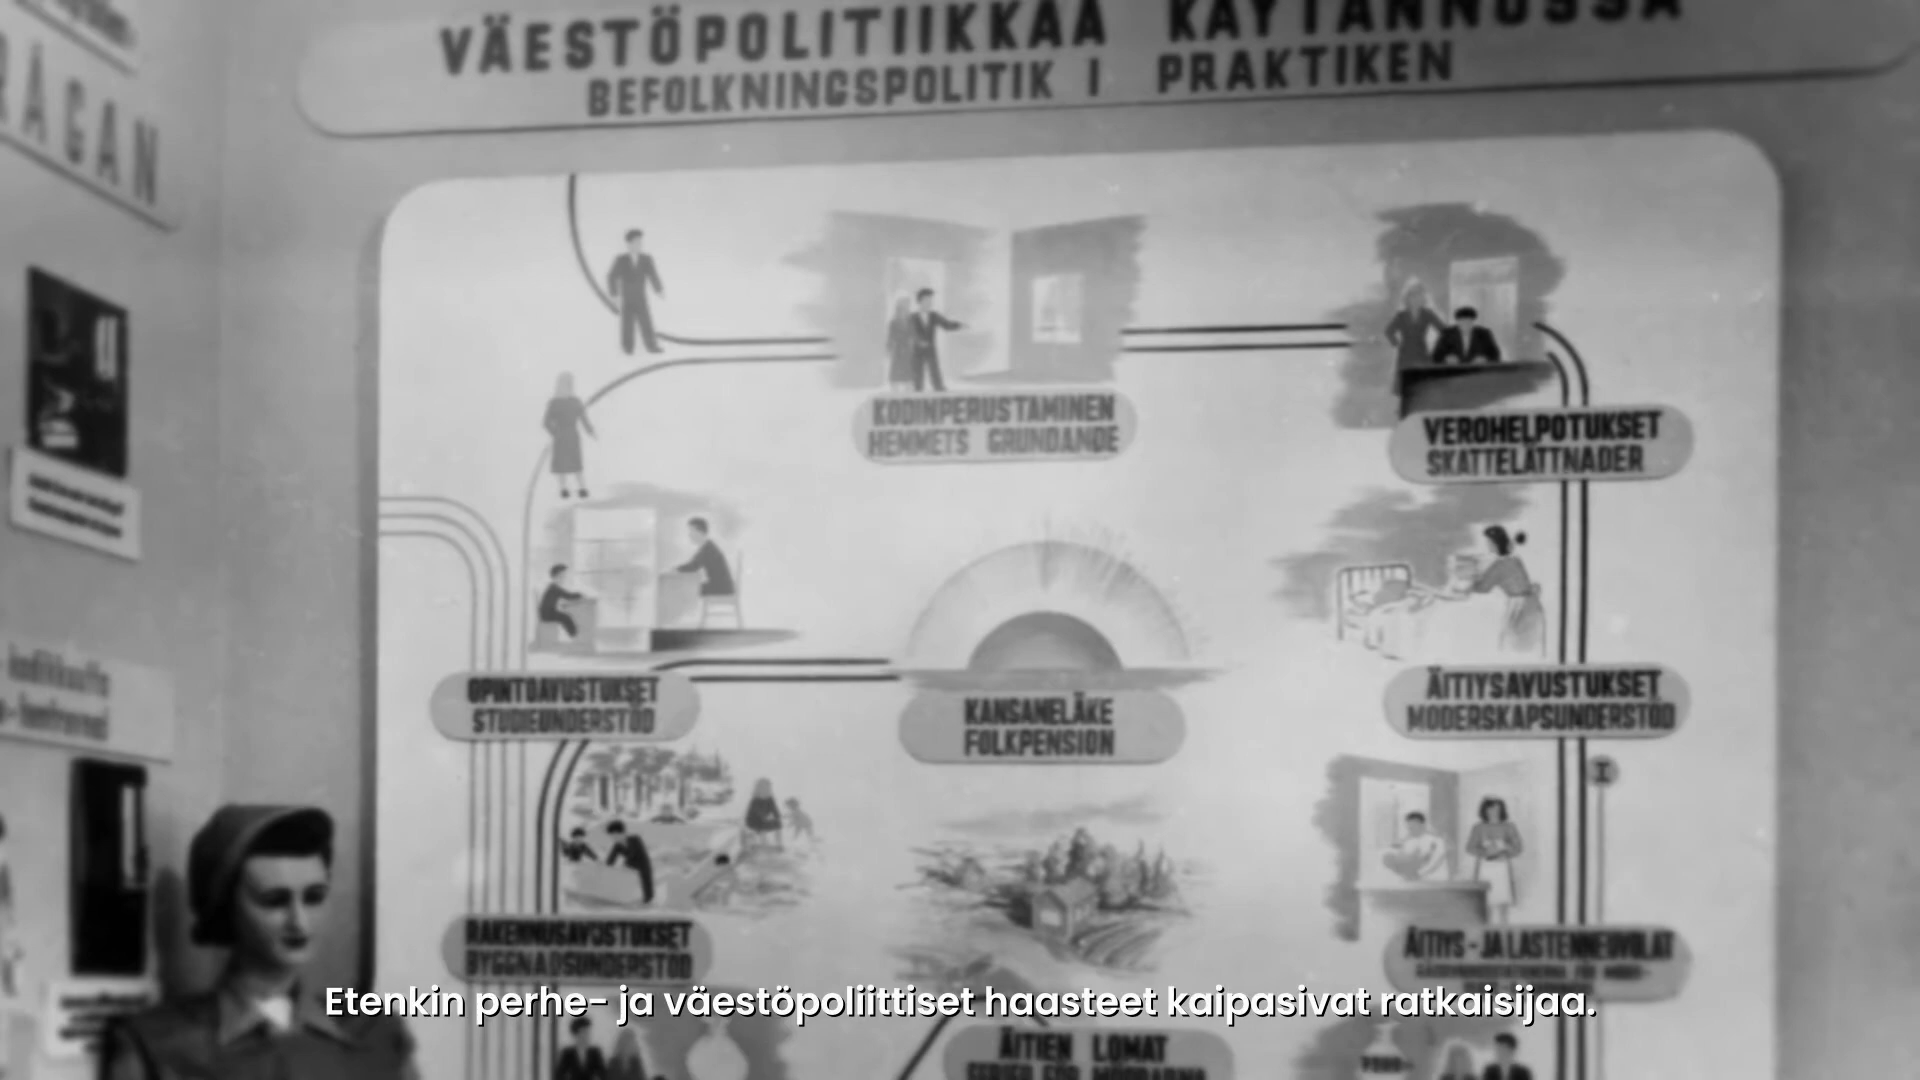 VÄESTÖPOLITIIKKAA KÄYTÄNNÖSSÄ
BEFOLKNINGSPOLITIK I PRAKTIKEN
RÅGAN
KODINPERUSTAMINEN
HEMMETS GRUNDANDE
VEROHELPOTUKSET
SKATTELÄTTNADER
OPINTOAVUSTUKSET
STUDIEUNDERSTÖD
KANSANELÄKE
FOLKPENSION
ÄITIYSAVUSTUKSET
MODERSKAPSUNDERSTÖD
RAKENNUSAVUSTUKSET
BYGGNADSUNDERSTÖD
ÄITIYS- JA LASTENNEUVOLAT
Etenkin perhe- ja väestöpoliittiset haasteet kaipasivat ratkaisijaa.
ÄITIEN LOMAT